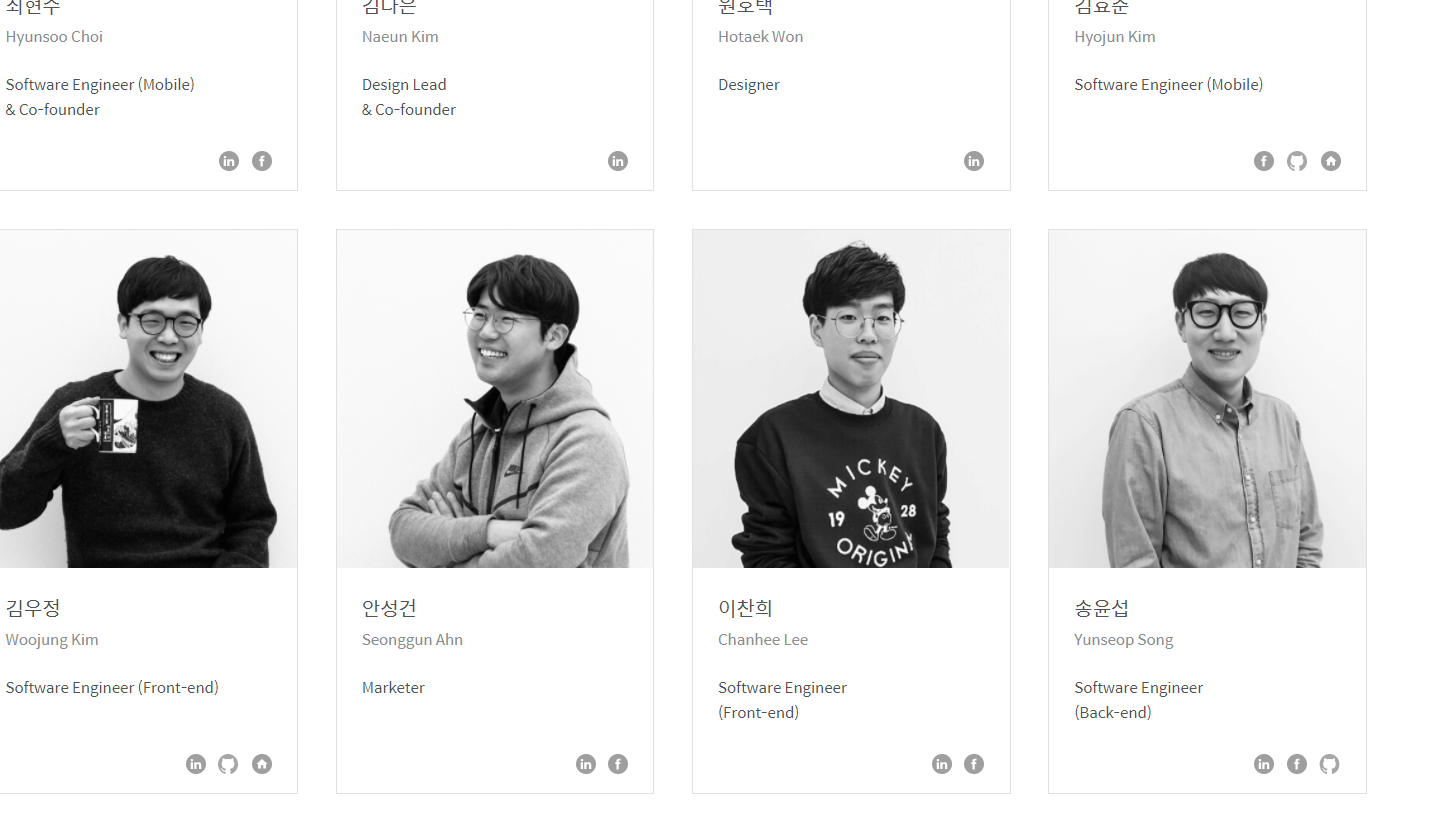 최현수
김나은
원호택
김효준
Hyunsoo Choi
Naeun Kim
Hotaek Won
Hyojun Kim
Software Engineer (Mobile)
& Co-founder
Design Lead
& Co-founder
Designer
Software Engineer (Mobile)
MICKEY
19 28
ORIGIN
김우정
Woojung Kim
Software Engineer (Front-end)
안성건
Seonggun Ahn
Marketer
이찬희
Chanhee Lee
Software Engineer
(Front-end)
송윤섭
Yunseop Song
Software Engineer
(Back-end)